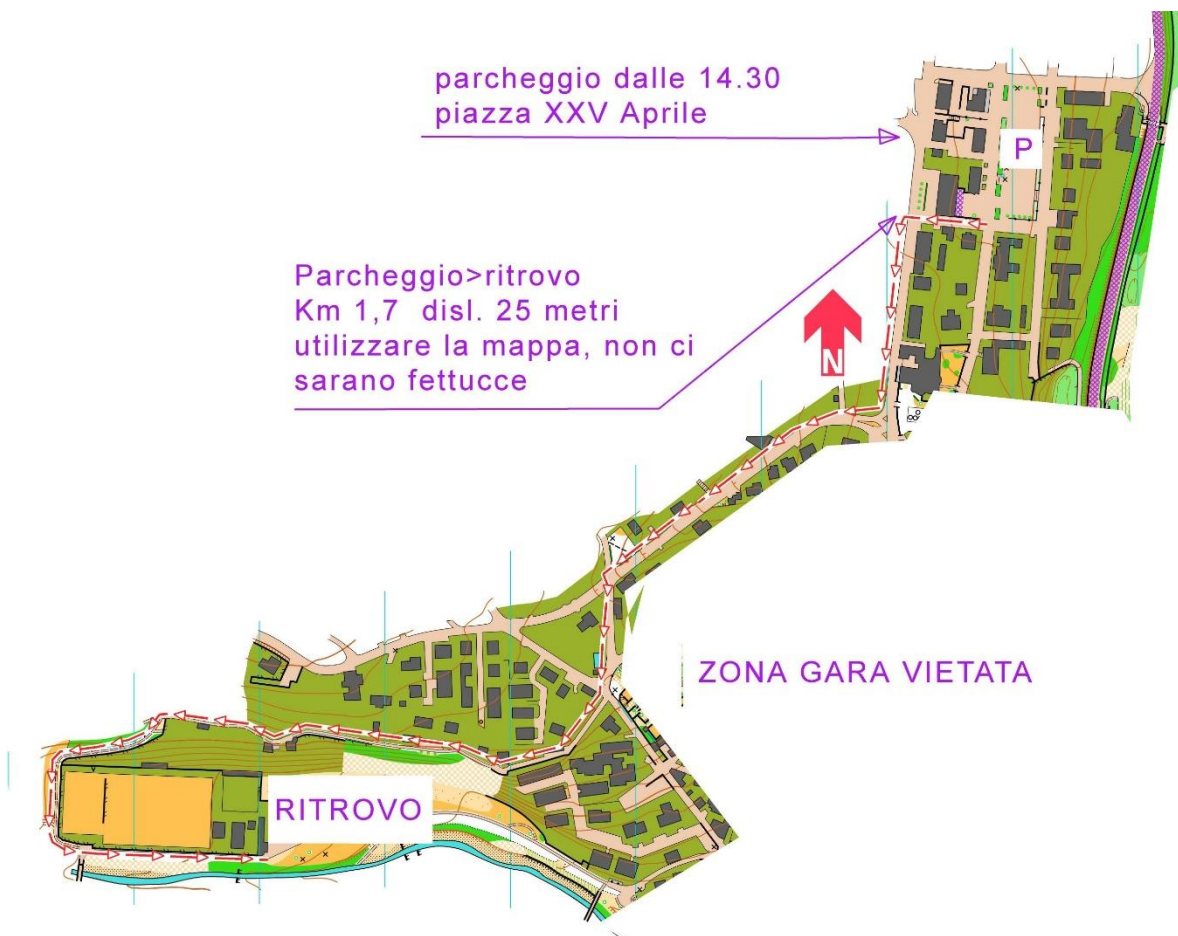 parcheggio dalle 14.30
piazza XXV Aprile
P
Parcheggio>ritrovo
Km 1,7 disl. 25 metri
utilizzare la mappa, non ci
sarano fettucce
N
ZONA GARA VIETATA
RITROVO